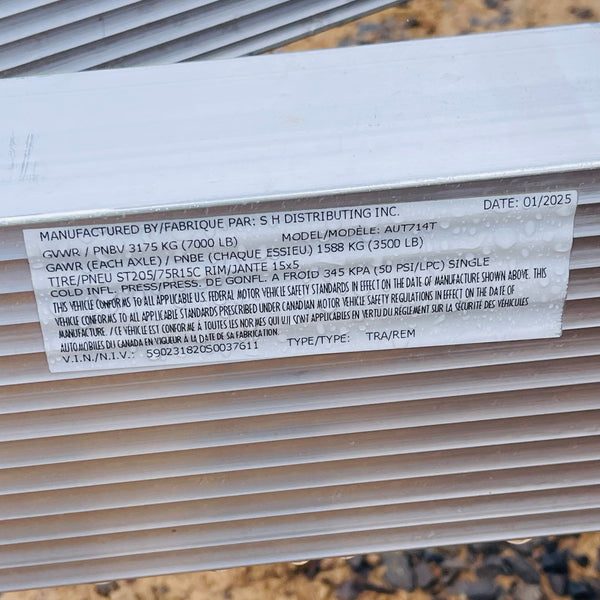 MANUFACTURED BY/FABRIQUE PAR: S H DISTRIBUTING INC. DATE: 01/2025
GVWR / PNBV 3175 KG (7000 LB) MODEL/MODÈLE: AUT714T
GAWR (EACH AXLE) / PNBE (CHAQUE ESSIEU) 1588 KG (3500 LB)
TIRE/PNEU ST205/75R15C RIM/JANTE 15x5
COLD INFL. PRESS/PRESS. DE GONFL. A FROID 345 KPA (50 PSI/LPC) SINGLE
THIS VEHICLE CONFORMS TO ALL APPLICABLE U.S. FEDERAL MOTOR VEHICLE SAFETY STANDARDS IN EFFECT ON THE DATE OF MANUFACTURE SHOWN ABOVE. THIS
VEHICLE CONFORMS TO ALL APPLICABLE STANDARDS PRESCRIBED UNDER CANADIAN MOTOR VEHICLE SAFETY REGULATIONS IN EFFECT ON THE DATE OF
MANUFACTURE. / CE VEHICULE EST CONFORME A TOUTES LES NORMES QUI LUI SONT APPLICABLES EN VERTU DU RÈGLEMENT SUR LA SÉCURITÉ DES VÉHICULES
AUTOMOBILES DU CANADA EN VIGUEUR À LA DATE DE SA FABRICATION.
V.I.N./N.I.V.: 590231820S0037611 TYPE/TYPE: TRA/REM